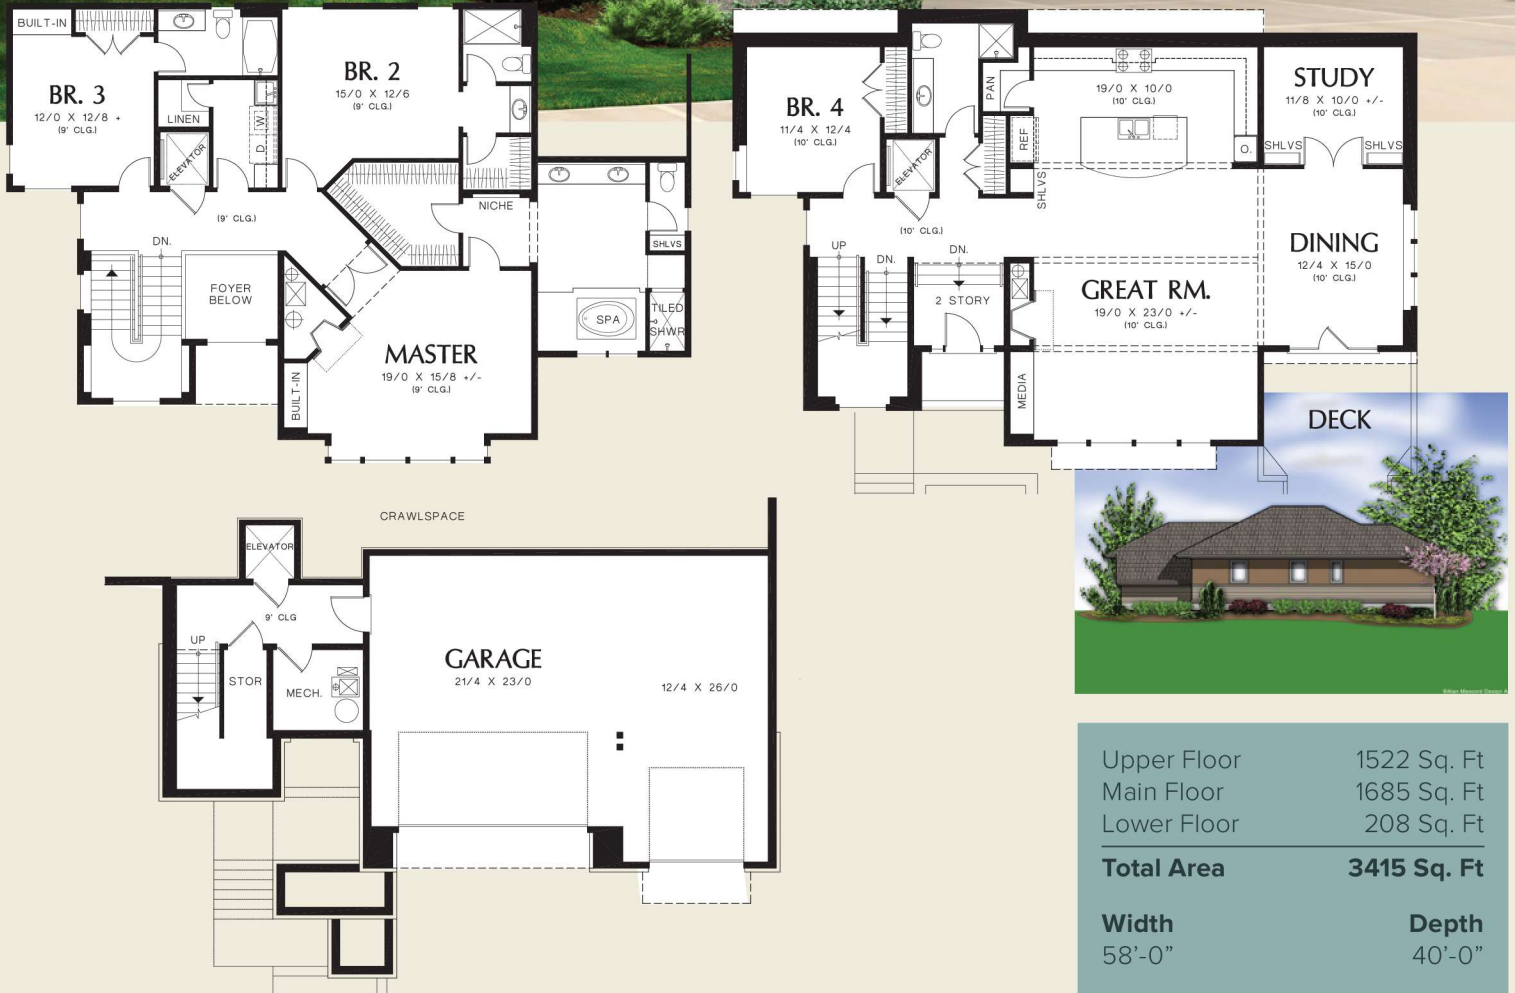 BUILT-IN
BR. 3
12/0 X 12/8 +
(9' CLG.)
LINEN
W.
D.
ELEVATOR
BR. 2
15/0 X 12/6
(9' CLG.)
(9' CLG.)
DN.
FOYER
BELOW
NICHE
SHLVS
SPA
TILED
SHWR
MASTER
19/0 X 15/8 +/-
(9' CLG.)
BUILT-IN
BR. 4
11/4 X 12/4
(10' CLG.)
PAN
19/0 X 10/0
(10' CLG.)
REF
O.
SHLVS
ELEVATOR
STUDY
11/8 X 10/0 +/-
(10' CLG.)
SHLVS
SHLVS
(10' CLG.)
UP
DN.
DN.
2 STORY
GREAT RM.
19/0 X 23/0 +/-
(10' CLG.)
DINING
12/4 X 15/0
(10' CLG.)
MEDIA
DECK
CRAWLSPACE
ELEVATOR
9' CLG
UP
STOR
MECH.
GARAGE
21/4 X 23/0
12/4 X 26/0
Upper Floor 1522 Sq. Ft
Main Floor 1685 Sq. Ft
Lower Floor 208 Sq. Ft
Total Area 3415 Sq. Ft
Width Depth
58'-0” 40'-0”